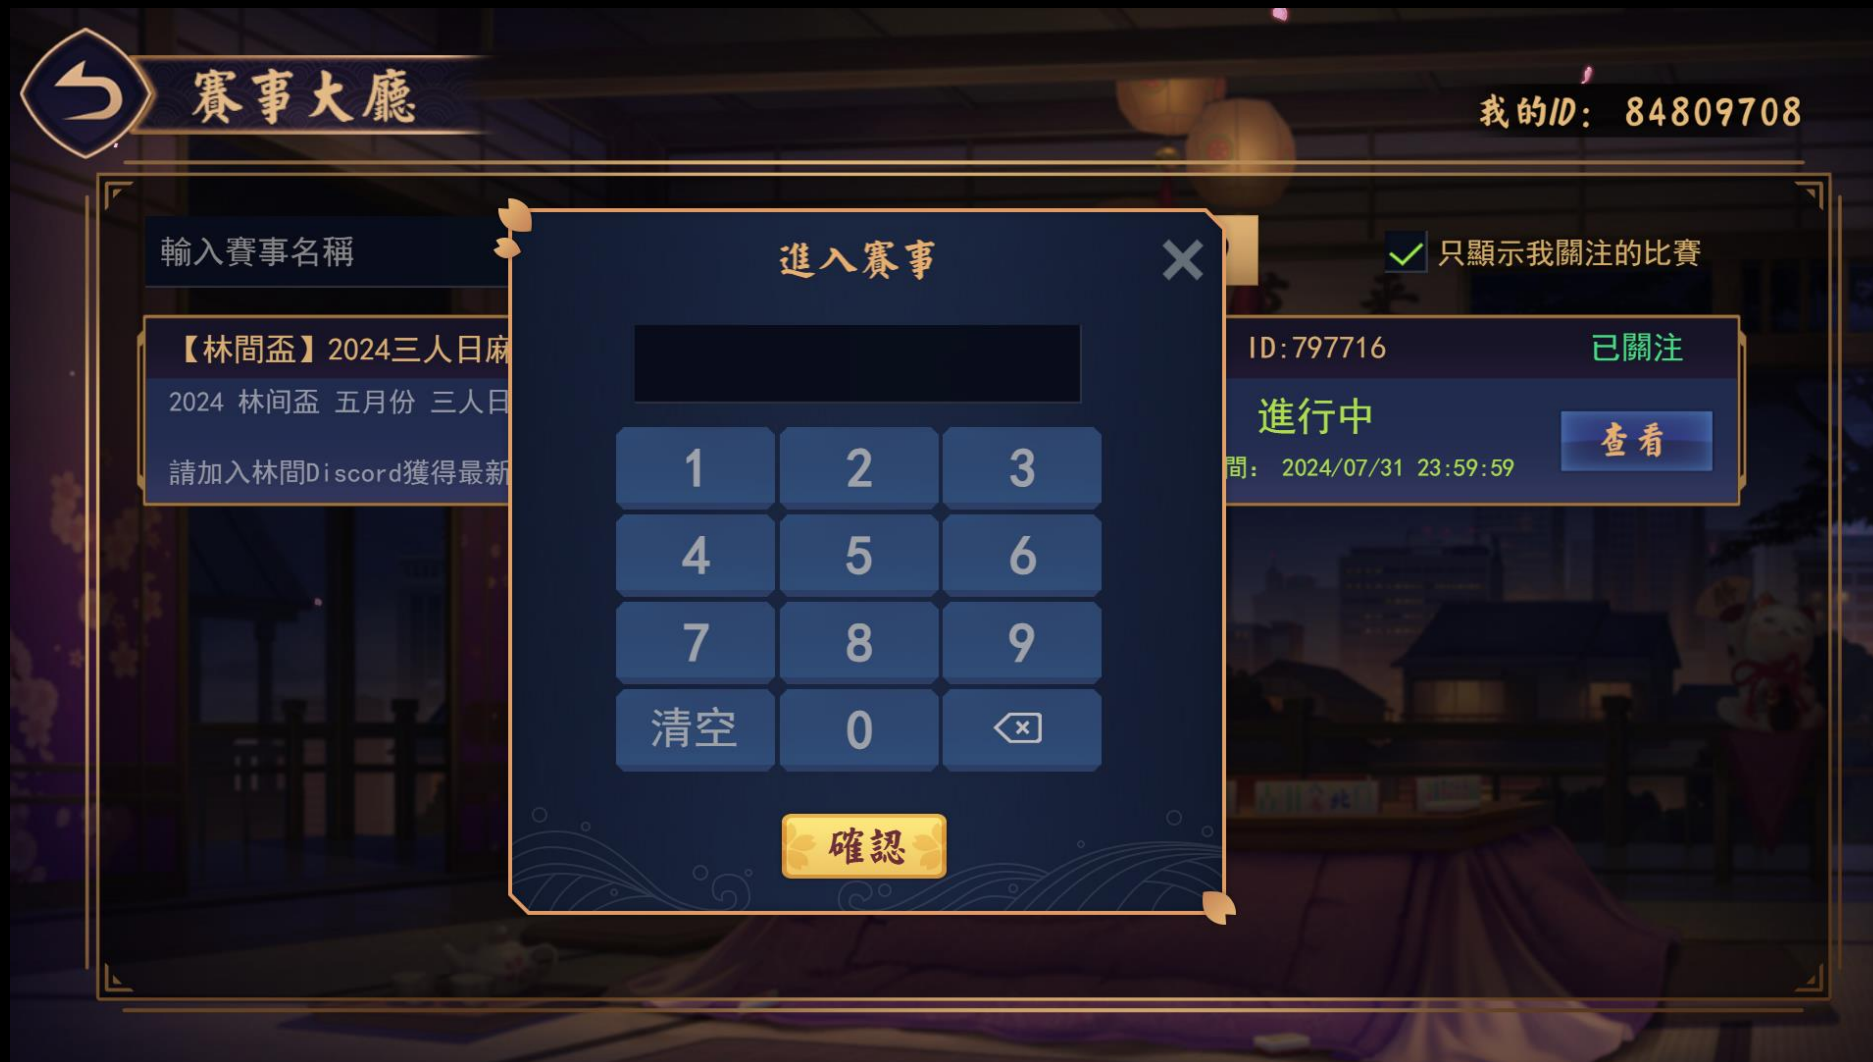 賽事大廳
我的ID: 84809708
輸入賽事名稱
進入賽事
只顯示我關注的比賽
【林間盃】2024三人日麻
ID:797716
已關注
2024 林间盃 五月份 三人日
進行中
查看
請加入林間Discord獲得最新
間: 2024/07/31 23:59:59
1 2 3
4 5 6
7 8 9
清空 0
確認